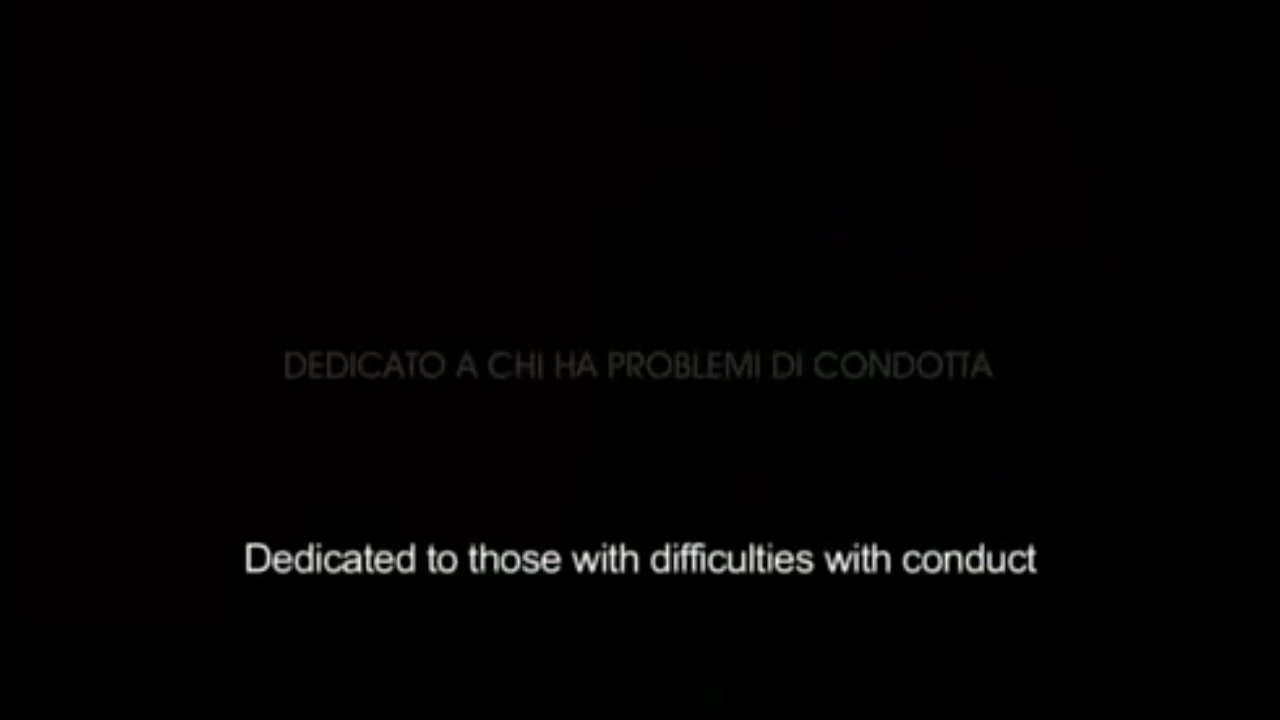 DEDICATO A CHI HA PROBLEMI DI CONDOTTA
Dedicated to those with difficulties with conduct